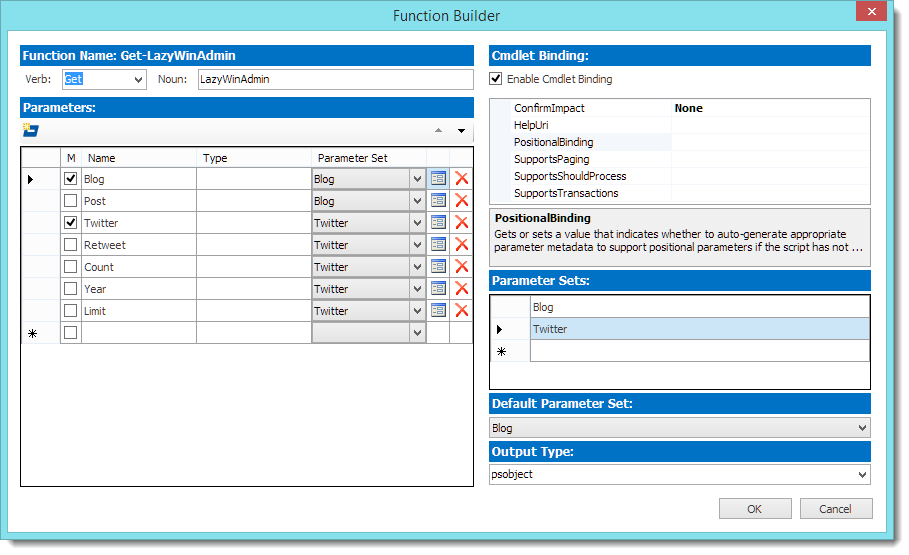 Function Builder
Function Name: Get-LazyWinAdmin
Verb: Get Noun: LazyWinAdmin
Parameters:
M Name Type Parameter Set
Blog Blog
Post Blog
Twitter Twitter
Retweet Twitter
Count Twitter
Year Twitter
Limit Twitter
Cmdlet Binding:
Enable Cmdlet Binding
ConfirmImpact None
HelpUri
PositionalBinding
SupportsPaging
SupportsShouldProcess
SupportsTransactions
PositionalBinding
Gets or sets a value that indicates whether to auto-generate appropriate
parameter metadata to support positional parameters if the script has not ...
Parameter Sets:
Blog
Twitter
Default Parameter Set:
Blog
Output Type:
psobject
OK Cancel